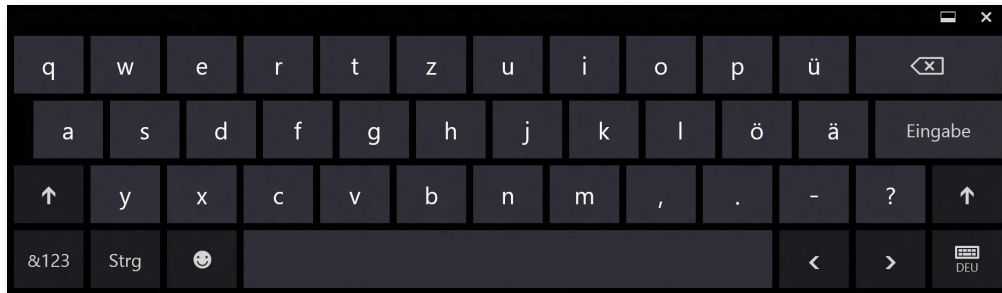 q w e r t z u i o p ü
a s d f g h j k l ö ä Eingabe
y x c v b n m , . - ?
&123 Strg < > DEU